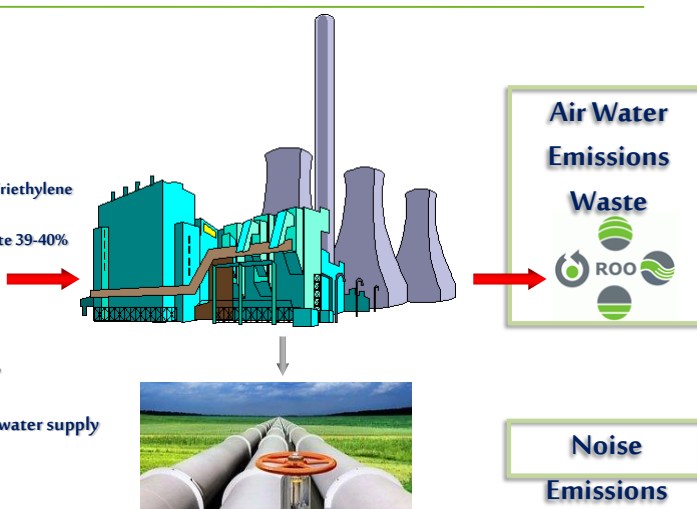 riethylene
te 39-40%
water supply
Air Water
Emissions
Waste
ROO
Noise
Emissions